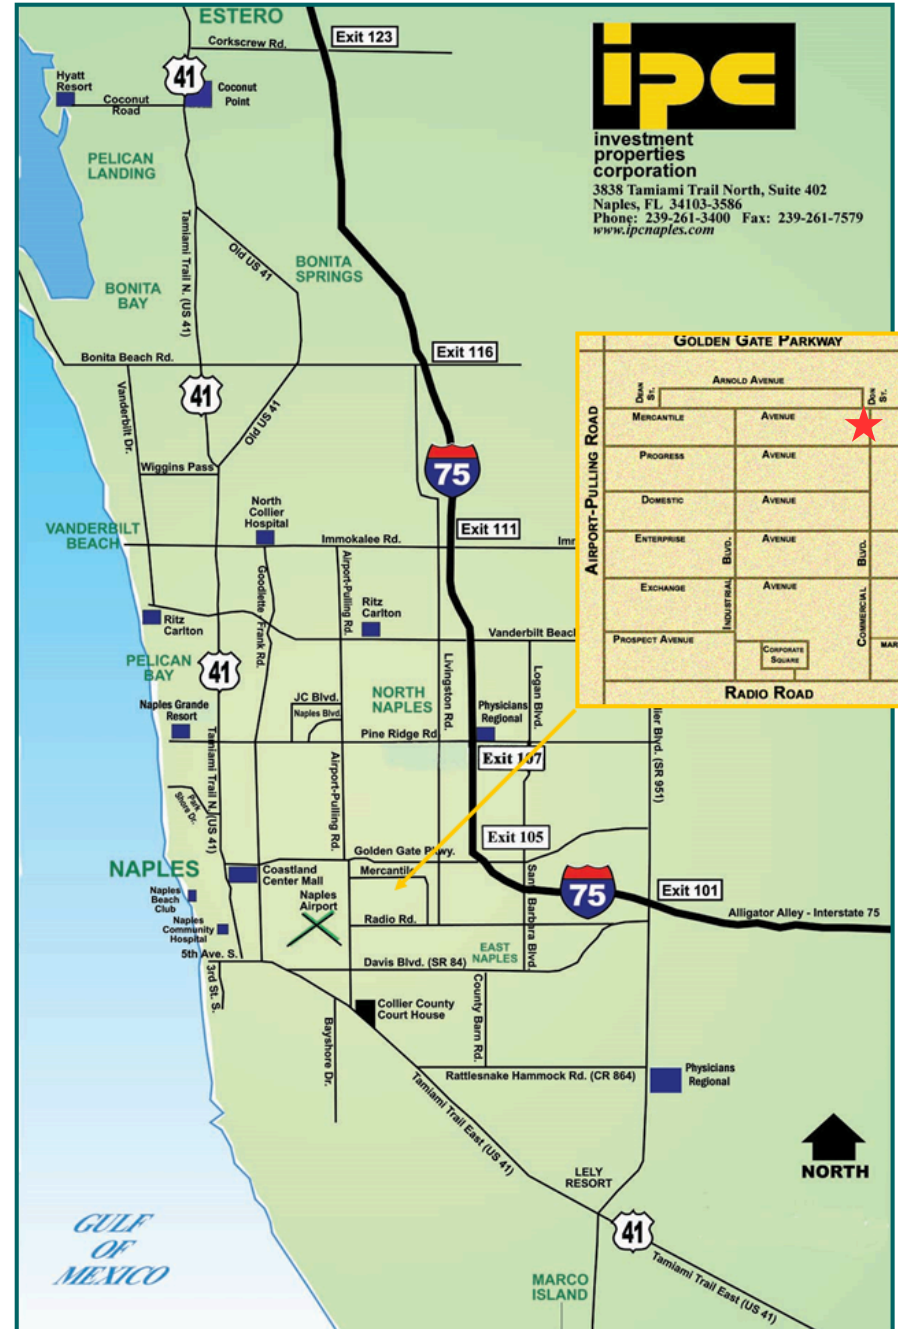 ESTERO
Corkscrew Rd.
Exit 123
Hyatt
Resort
41
Coconut
Point
Coconut
Road
ipc
investment
properties
corporation
3838 Tamiami Trail North, Suite 402
Naples, FL 34103-3586
Phone: 239-261-3400 Fax: 239-261-7579
www.ipcnaples.com
PELICAN
LANDING
Tamiami Trail N. (US 41)
Old US 41
BONITA
SPRINGS
BONITA
BAY
Bonita Beach Rd.
Exit 116
Vanderbilt Dr.
41
Old US 41
Wiggins Pass
75
GOLDEN GATE PARKWAY
ARNOLD AVENUE
DEAN
ST.
DON
ST.
MERCANTILE
AVENUE
PROGRESS
AVENUE
DOMESTIC
AVENUE
ENTERPRISE
AVENUE
EXCHANGE
AVENUE
INDUSTRIAL
BLVD.
COMMERCIAL
BLVD.
PROSPECT AVENUE
CORPORATE
SQUARE
MAR
RADIO ROAD
AIRPORT-PULLING ROAD
North
Collier
Hospital
Exit 111
VANDERBILT
BEACH
Immokalee Rd.
Imm
Goodlette / Frank Rd.
Airport-Pulling Rd.
Ritz
Carlton
Ritz
Carlton
Vanderbilt Beach
PELICAN
BAY
41
Livingston Rd.
Logan Blvd.
JC Blvd.
Naples Blvd.
NORTH
NAPLES
Naples Grande
Resort
Physicians
Regional
Pine Ridge Rd.
Exit 107
lier Blvd. (SR 951)
Tamiami Trail N. (US 41)
Airport-Pulling Rd.
Park
Shore Dr.
Exit 105
Golden Gate Pkwy.
NAPLES
Coastland
Center Mall
Mercantile
75
Exit 101
Naples
Beach
Club
Naples
Airport
Radio Rd.
Santa Barbara Blvd.
Alligator Alley - Interstate 75
Naples
Community
Hospital
5th Ave. S.
EAST
NAPLES
Davis Blvd. (SR 84)
3rd St. S.
Collier County
Court House
County Barn Rd.
Bayshore Dr.
Rattlesnake Hammock Rd. (CR 864)
Physicians
Regional
Tamiami Trail East (US 41)
NORTH
LELY
RESORT
41
GULF
OF
MEXICO
Tamiami Trail East (US 41)
MARCO
ISLAND